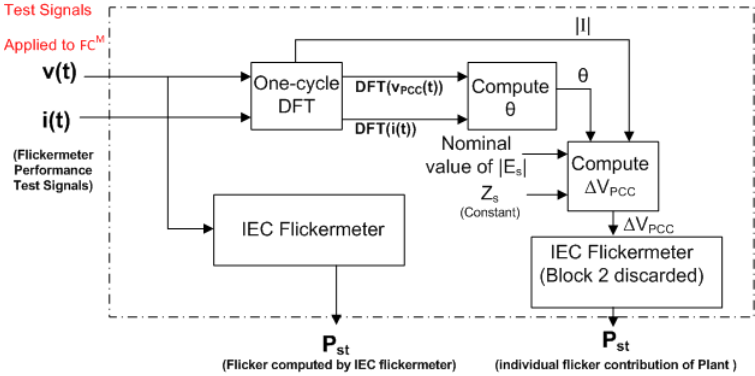 Test Signals
Applied to FCᴹ
v(t)
i(t)
(Flickermeter
Performance
Test Signals)
One-cycle
DFT
DFT(v_PCC(t))
DFT(i(t))
|I|
Compute
θ
θ
Nominal
value of |E_s|
Z_s
(Constant)
Compute
ΔV_PCC
ΔV_PCC
IEC Flickermeter
IEC Flickermeter
(Block 2 discarded)
P_st
(Flicker computed by IEC flickermeter)
P_st
(individual flicker contribution of Plant )